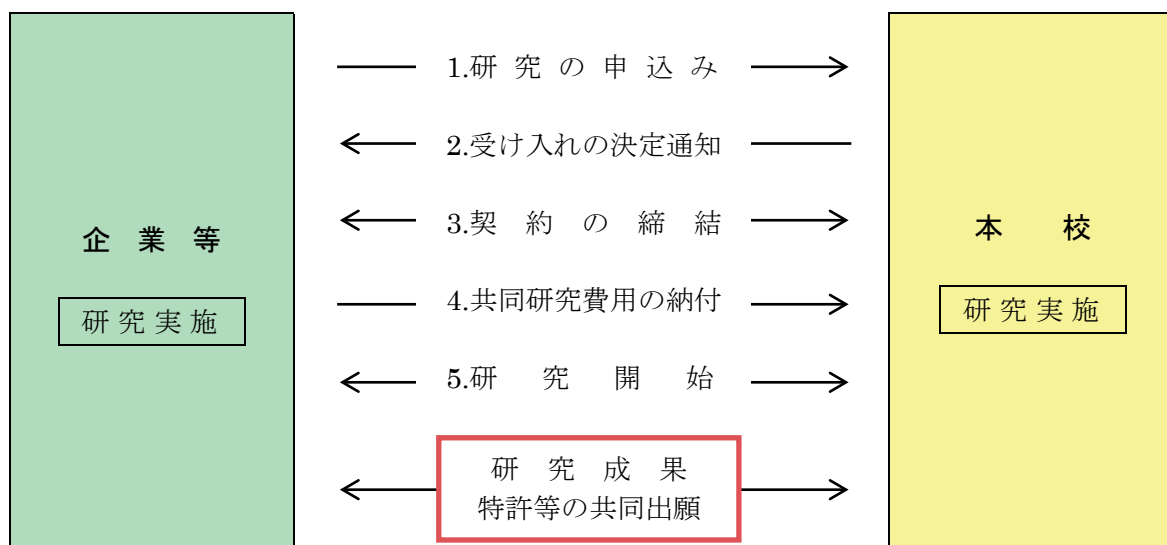 企業等
研究実施
1.研究の申込み
2.受け入れの決定通知
3.契約の締結
4.共同研究費用の納付
5.研究開始
研究成果
特許等の共同出願
本校
研究実施